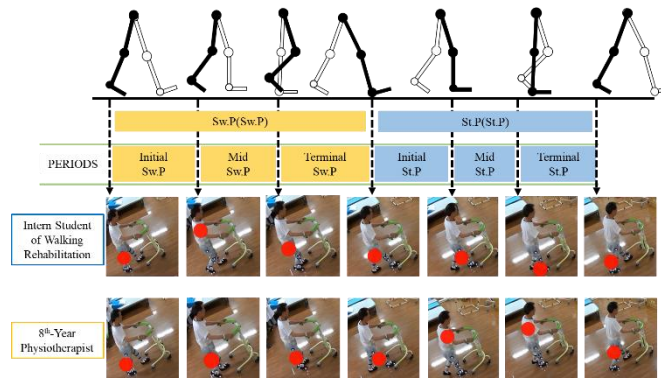 Sw.P(Sw.P)
St.P(St.P)
PERIODS
Initial
Sw.P
Mid
Sw.P
Terminal
Sw.P
Initial
St.P
Mid
St.P
Terminal
St.P
Intern Student
of Walking
Rehabilitation
8th-Year
Physiotherapist